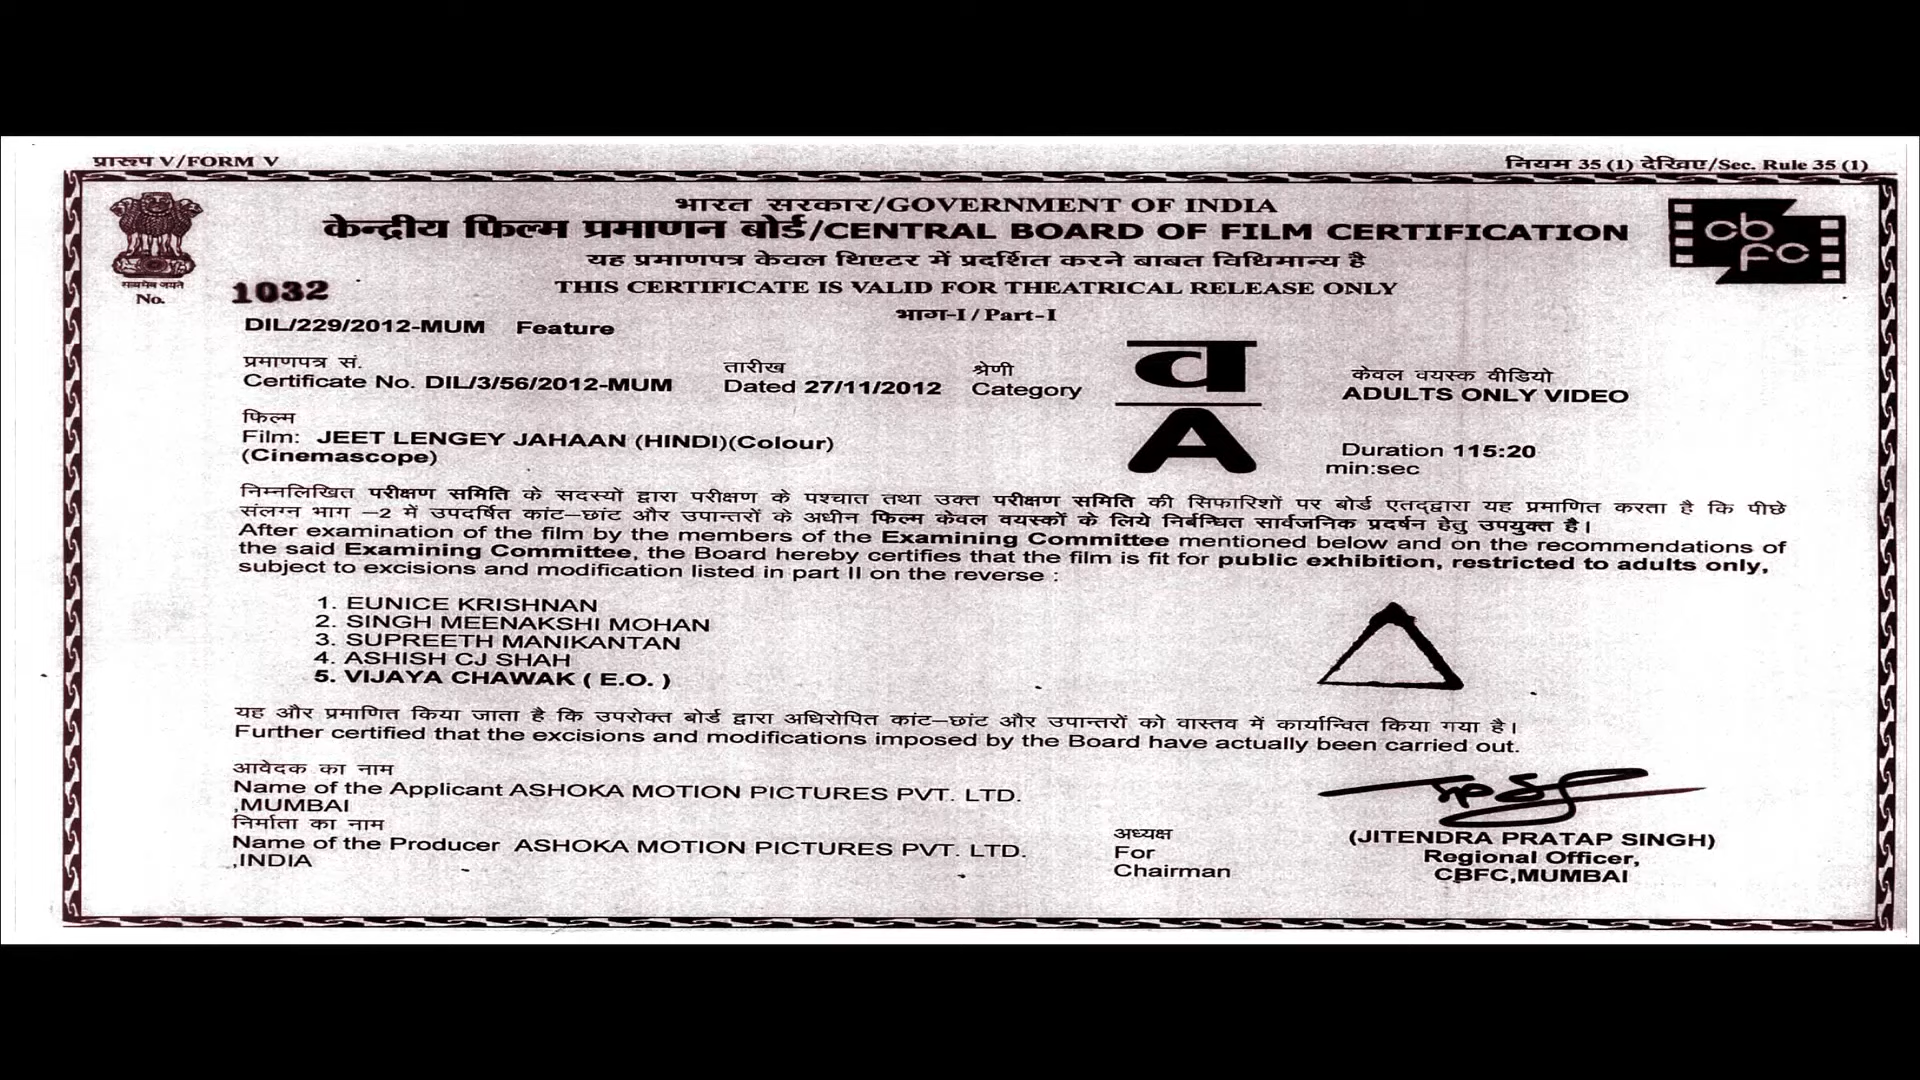 प्रारूप V/FORM V
नियम 35 (1) देखिए/Sec. Rule 35 (1)
भारत सरकार/GOVERNMENT OF INDIA
केन्द्रीय फिल्म प्रमाणन बोर्ड/CENTRAL BOARD OF FILM CERTIFICATION
cb
fc
यह प्रमाणपत्र केवल थिएटर में प्रदर्शित करने बाबत विधिमान्य है
सत्यमेव जयते
No. 1032
THIS CERTIFICATE IS VALID FOR THEATRICAL RELEASE ONLY
भाग-I / Part-I
DIL/229/2012-MUM Feature
प्रमाणपत्र सं.
Certificate No. DIL/3/56/2012-MUM
तारीख
Dated 27/11/2012
श्रेणी
Category
व
A
केवल वयस्क वीडियो
ADULTS ONLY VIDEO
फिल्म
Film: JEET LENGEY JAHAAN (HINDI)(Colour)
(Cinemascope)
Duration 115:20
min:sec
निम्नलिखित परीक्षण समिति के सदस्यों द्वारा परीक्षण के पश्चात तथा उक्त परीक्षण समिति की सिफारिशों पर बोर्ड एतद्द्वारा यह प्रमाणित करता है कि पीछे
संलग्न भाग -2 में उपदर्षित कांट-छांट और उपान्तरों के अधीन फिल्म केवल वयस्कों के लिये निर्बन्धित सार्वजनिक प्रदर्षन हेतु उपयुक्त है।
After examination of the film by the members of the Examining Committee mentioned below and on the recommendations of
the said Examining Committee, the Board hereby certifies that the film is fit for public exhibition, restricted to adults only,
subject to excisions and modification listed in part II on the reverse :
1. EUNICE KRISHNAN
2. SINGH MEENAKSHI MOHAN
3. SUPREETH MANIKANTAN
4. ASHISH CJ SHAH
5. VIJAYA CHAWAK ( E.O. )
यह और प्रमाणित किया जाता है कि उपरोक्त बोर्ड द्वारा अधिरोपित कांट-छांट और उपान्तरों को वास्तव में कार्यान्वित किया गया है।
Further certified that the excisions and modifications imposed by the Board have actually been carried out.
आवेदक का नाम
Name of the Applicant ASHOKA MOTION PICTURES PVT. LTD.
,MUMBAI
निर्माता का नाम
Name of the Producer ASHOKA MOTION PICTURES PVT. LTD.
,INDIA
अध्यक्ष
For
Chairman
(JITENDRA PRATAP SINGH)
Regional Officer,
CBFC,MUMBAI